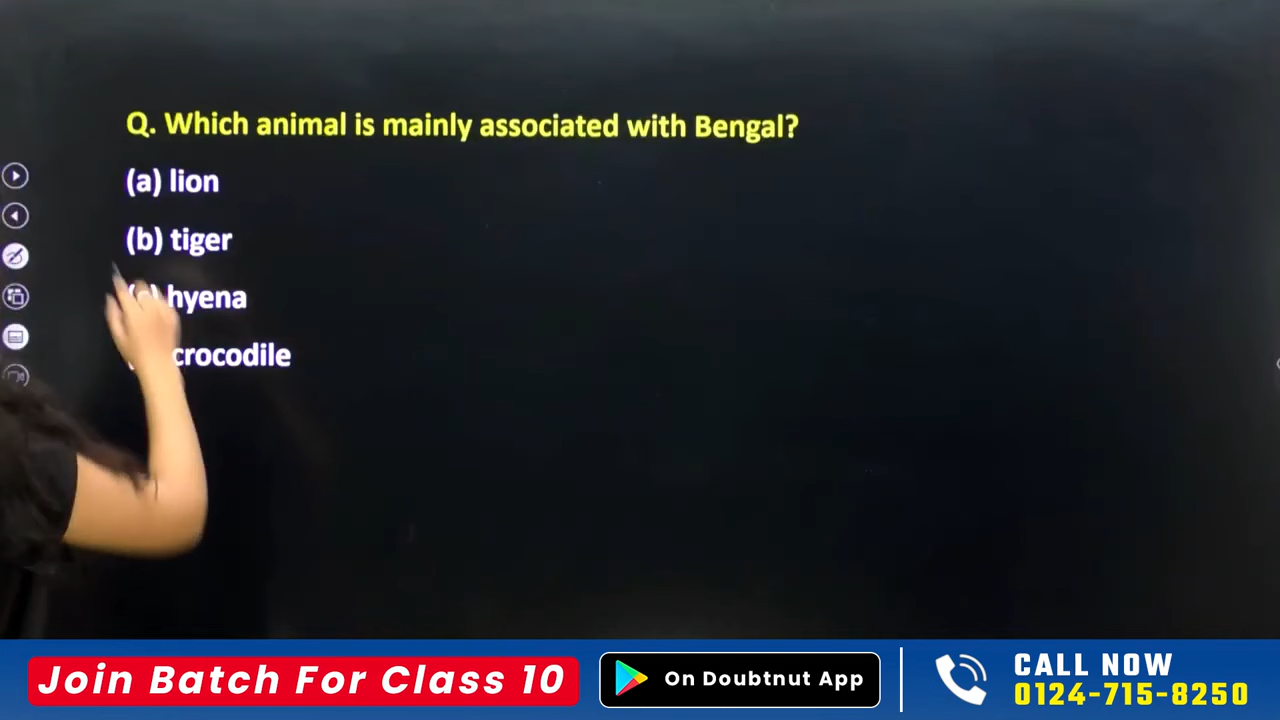 Q. Which animal is mainly associated with Bengal?
(a) lion
(b) tiger
(c) hyena
crocodile
Join Batch For Class 10
On Doubtnut App
CALL NOW
0124-715-8250